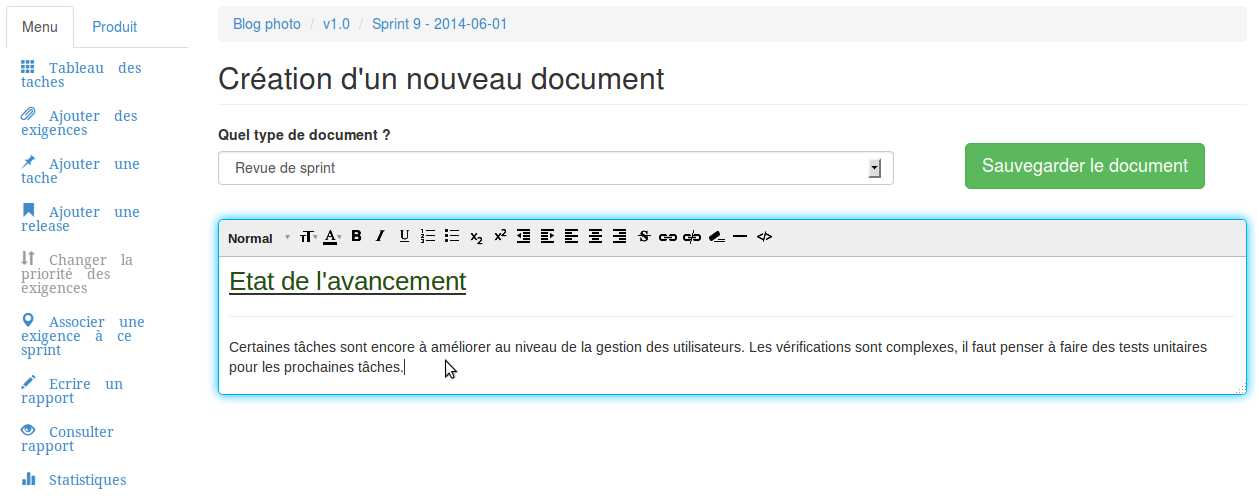 Menu
Produit
Tableau des
taches
Ajouter des
exigences
Ajouter une
tache
Ajouter une
release
Changer la
priorité des
exigences
Associer une
exigence à ce
sprint
Ecrire un
rapport
Consulter
rapport
Statistiques
Blog photo / v1.0 / Sprint 9 - 2014-06-01
Création d'un nouveau document
Quel type de document ?
Revue de sprint
Sauvegarder le document
Normal
Etat de l'avancement
Certaines tâches sont encore à améliorer au niveau de la gestion des utilisateurs. Les vérifications sont complexes, il faut penser à faire des tests unitaires
pour les prochaines tâches.